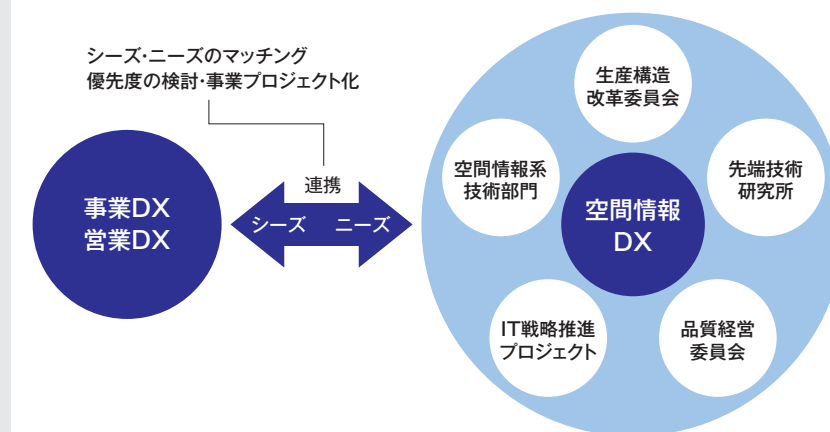 シーズ・ニーズのマッチング
優先度の検討・事業プロジェクト化
事業DX
営業DX
連携
シーズ ニーズ
生産構造
改革委員会
空間情報系
技術部門
先端技術
研究所
空間情報
DX
IT戦略推進
プロジェクト
品質経営
委員会